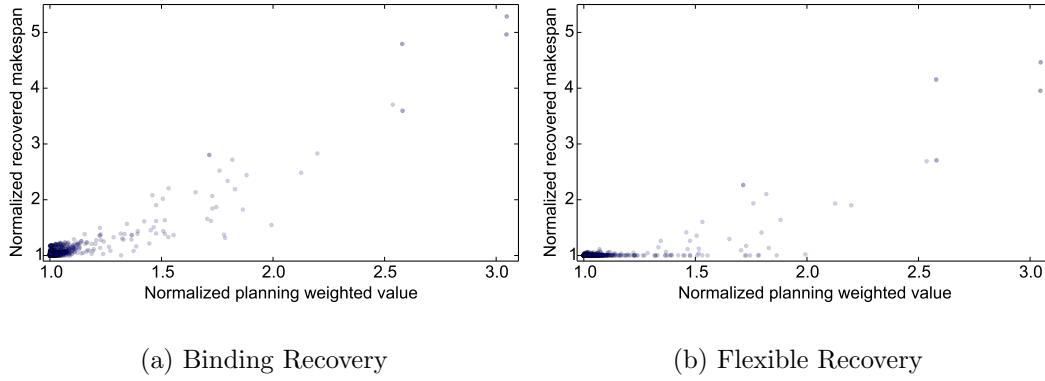 Normalized recovered makespan
5
4
3
2
1
1.0 1.5 2.0 2.5 3.0
Normalized planning weighted value
(a) Binding Recovery
Normalized recovered makespan
5
4
3
2
1
1.0 1.5 2.0 2.5 3.0
Normalized planning weighted value
(b) Flexible Recovery